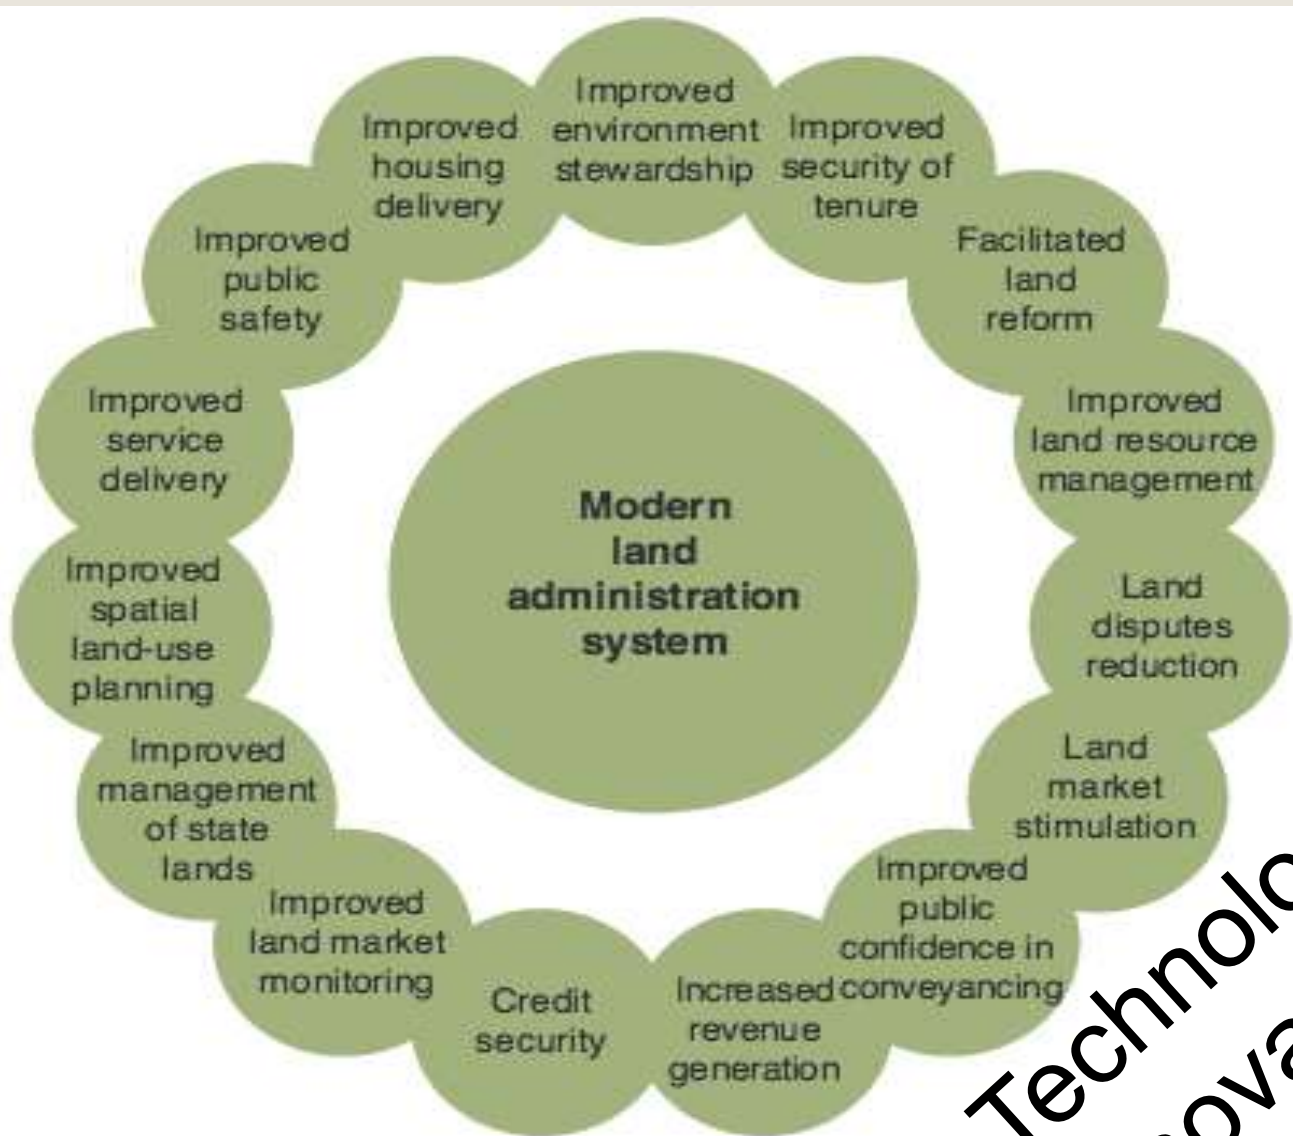 Improved
environment
stewardship
Improved
security of
tenure
Facilitated
land
reform
Improved
land resource
management
Land
disputes
reduction
Land
market
stimulation
Improved
public
confidence in
conveyancing
Increased
revenue
generation
Credit
security
Improved
land market
monitoring
Improved
management
of state
lands
Improved
spatial
land-use
planning
Improved
service
delivery
Improved
public
safety
Improved
housing
delivery
Modern
land
administration
system